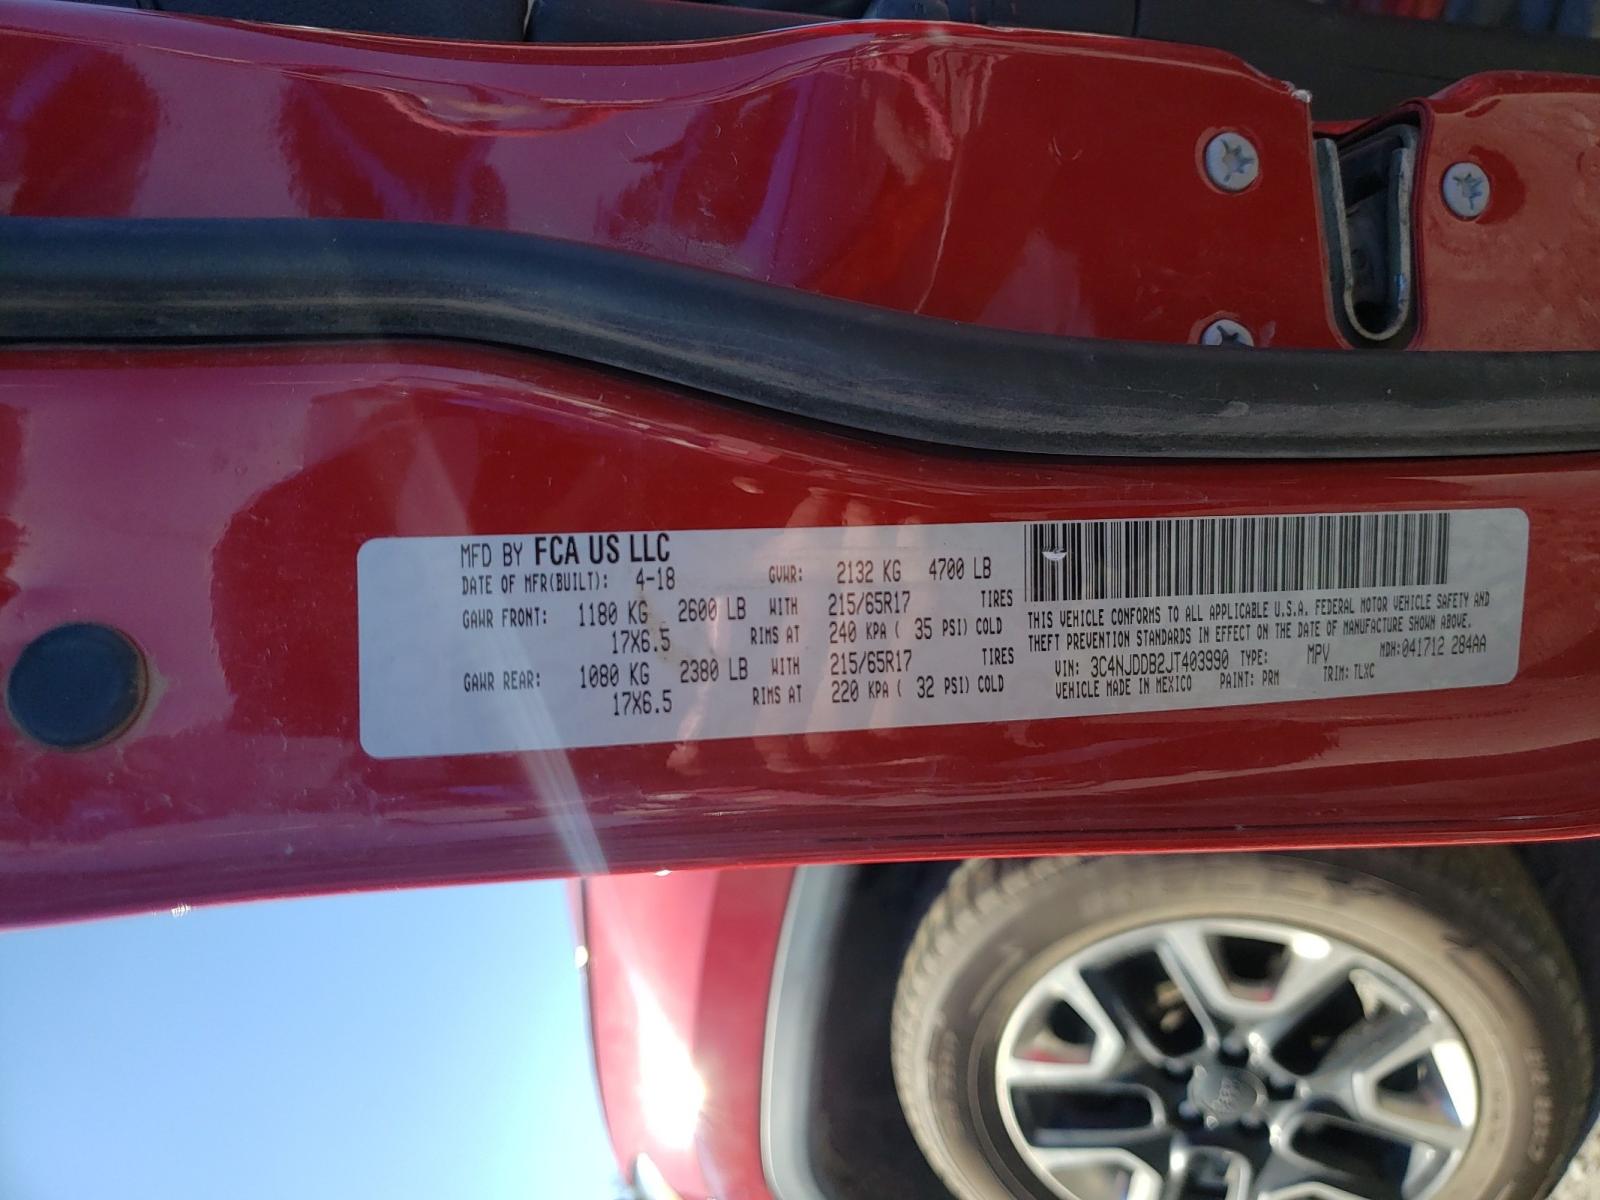 MFD BY FCA US LLC
DATE OF MFR(BUILT): 4-18 GVWR: 2132 KG 4700 LB
GAWR FRONT: 1180 KG 2600 LB WITH 215/65R17 TIRES
17X6.5 RIMS AT 240 KPA ( 35 PSI) COLD
GAWR REAR: 1080 KG 2380 LB WITH 215/65R17 TIRES
17X6.5 RIMS AT 220 KPA ( 32 PSI) COLD
THIS VEHICLE CONFORMS TO ALL APPLICABLE U.S.A. FEDERAL MOTOR VEHICLE SAFETY AND
THEFT PREVENTION STANDARDS IN EFFECT ON THE DATE OF MANUFACTURE SHOWN ABOVE.
VIN: 3C4NJDDB2JT403990 TYPE: MPV MDH:041712 284AA
VEHICLE MADE IN MEXICO PAINT: PRM TRIM: TLXC
Jeep